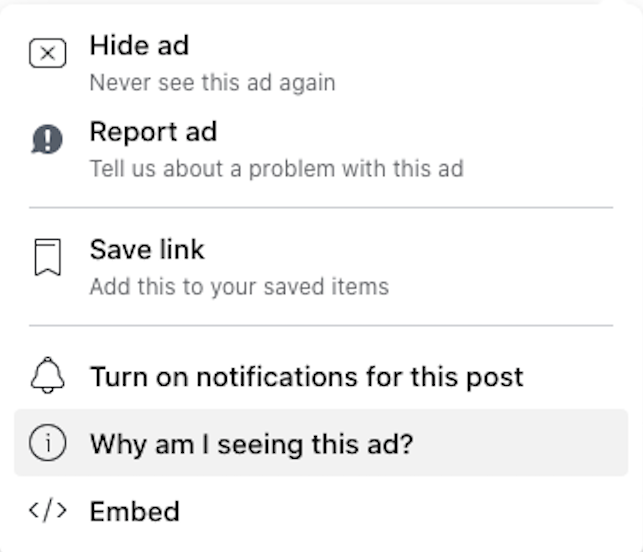 Hide ad
Never see this ad again
Report ad
Tell us about a problem with this ad
Save link
Add this to your saved items
Turn on notifications for this post
Why am I seeing this ad?
Embed